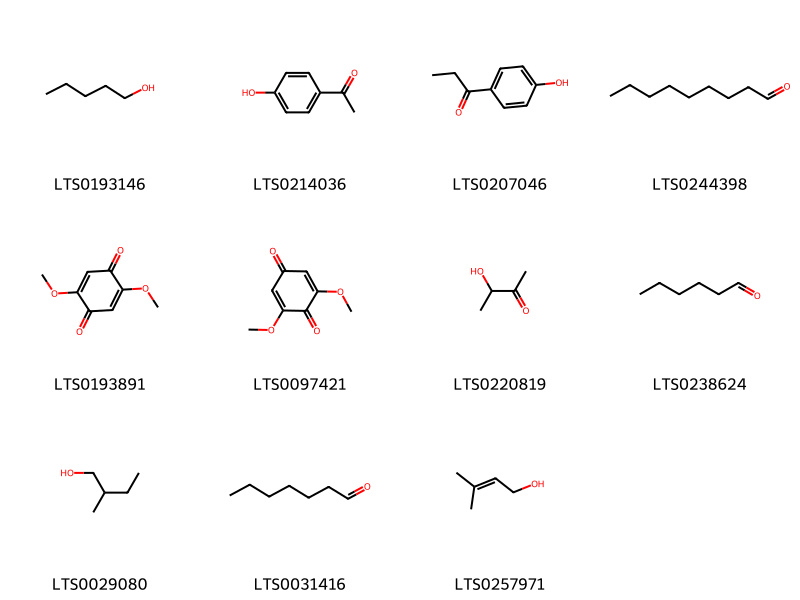 OH
HO
O
O
OH
O
LTS0193146
LTS0214036
LTS0207046
LTS0244398
O
O
O
O
O
O
O
O
HO
O
O
LTS0193891
LTS0097421
LTS0220819
LTS0238624
HO
O
OH
LTS0029080
LTS0031416
LTS0257971